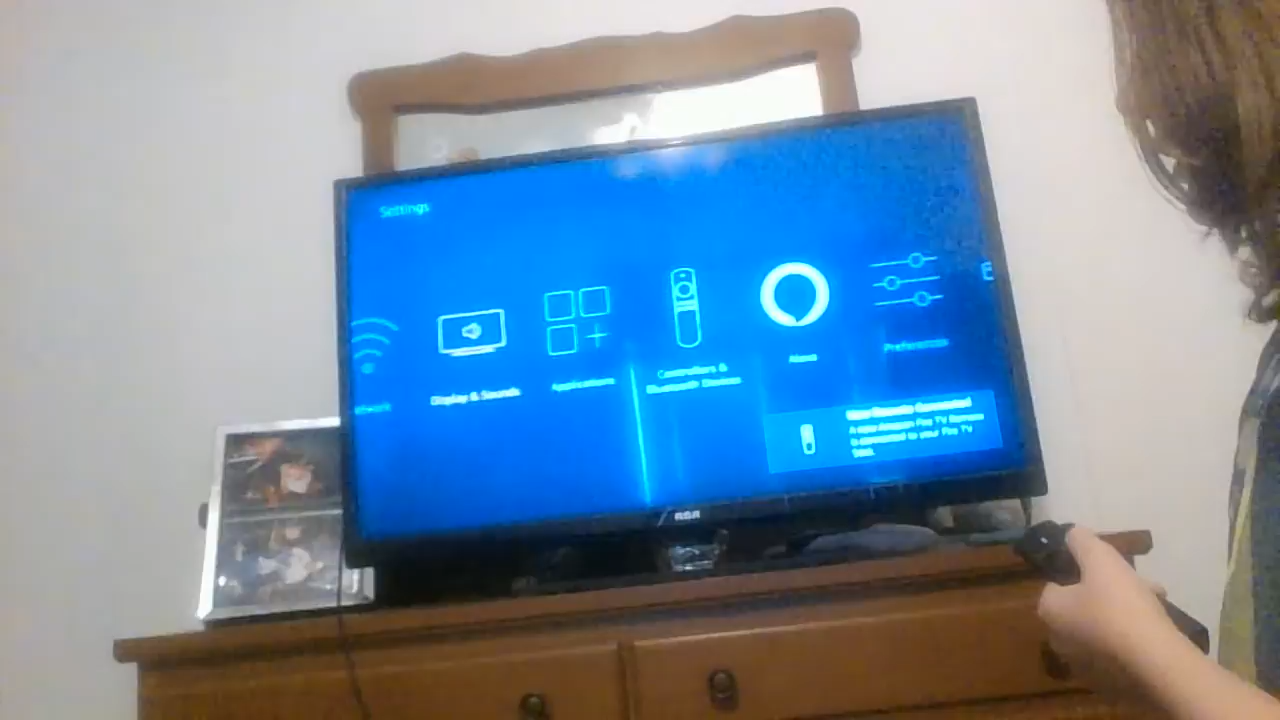 Settings
Display & Sounds
Applications
Controllers &
Bluetooth Devices
Alexa
Preferences
New Remote Connected
A new Amazon Fire TV Remote
is connected to your Fire TV
Stick.
RCA